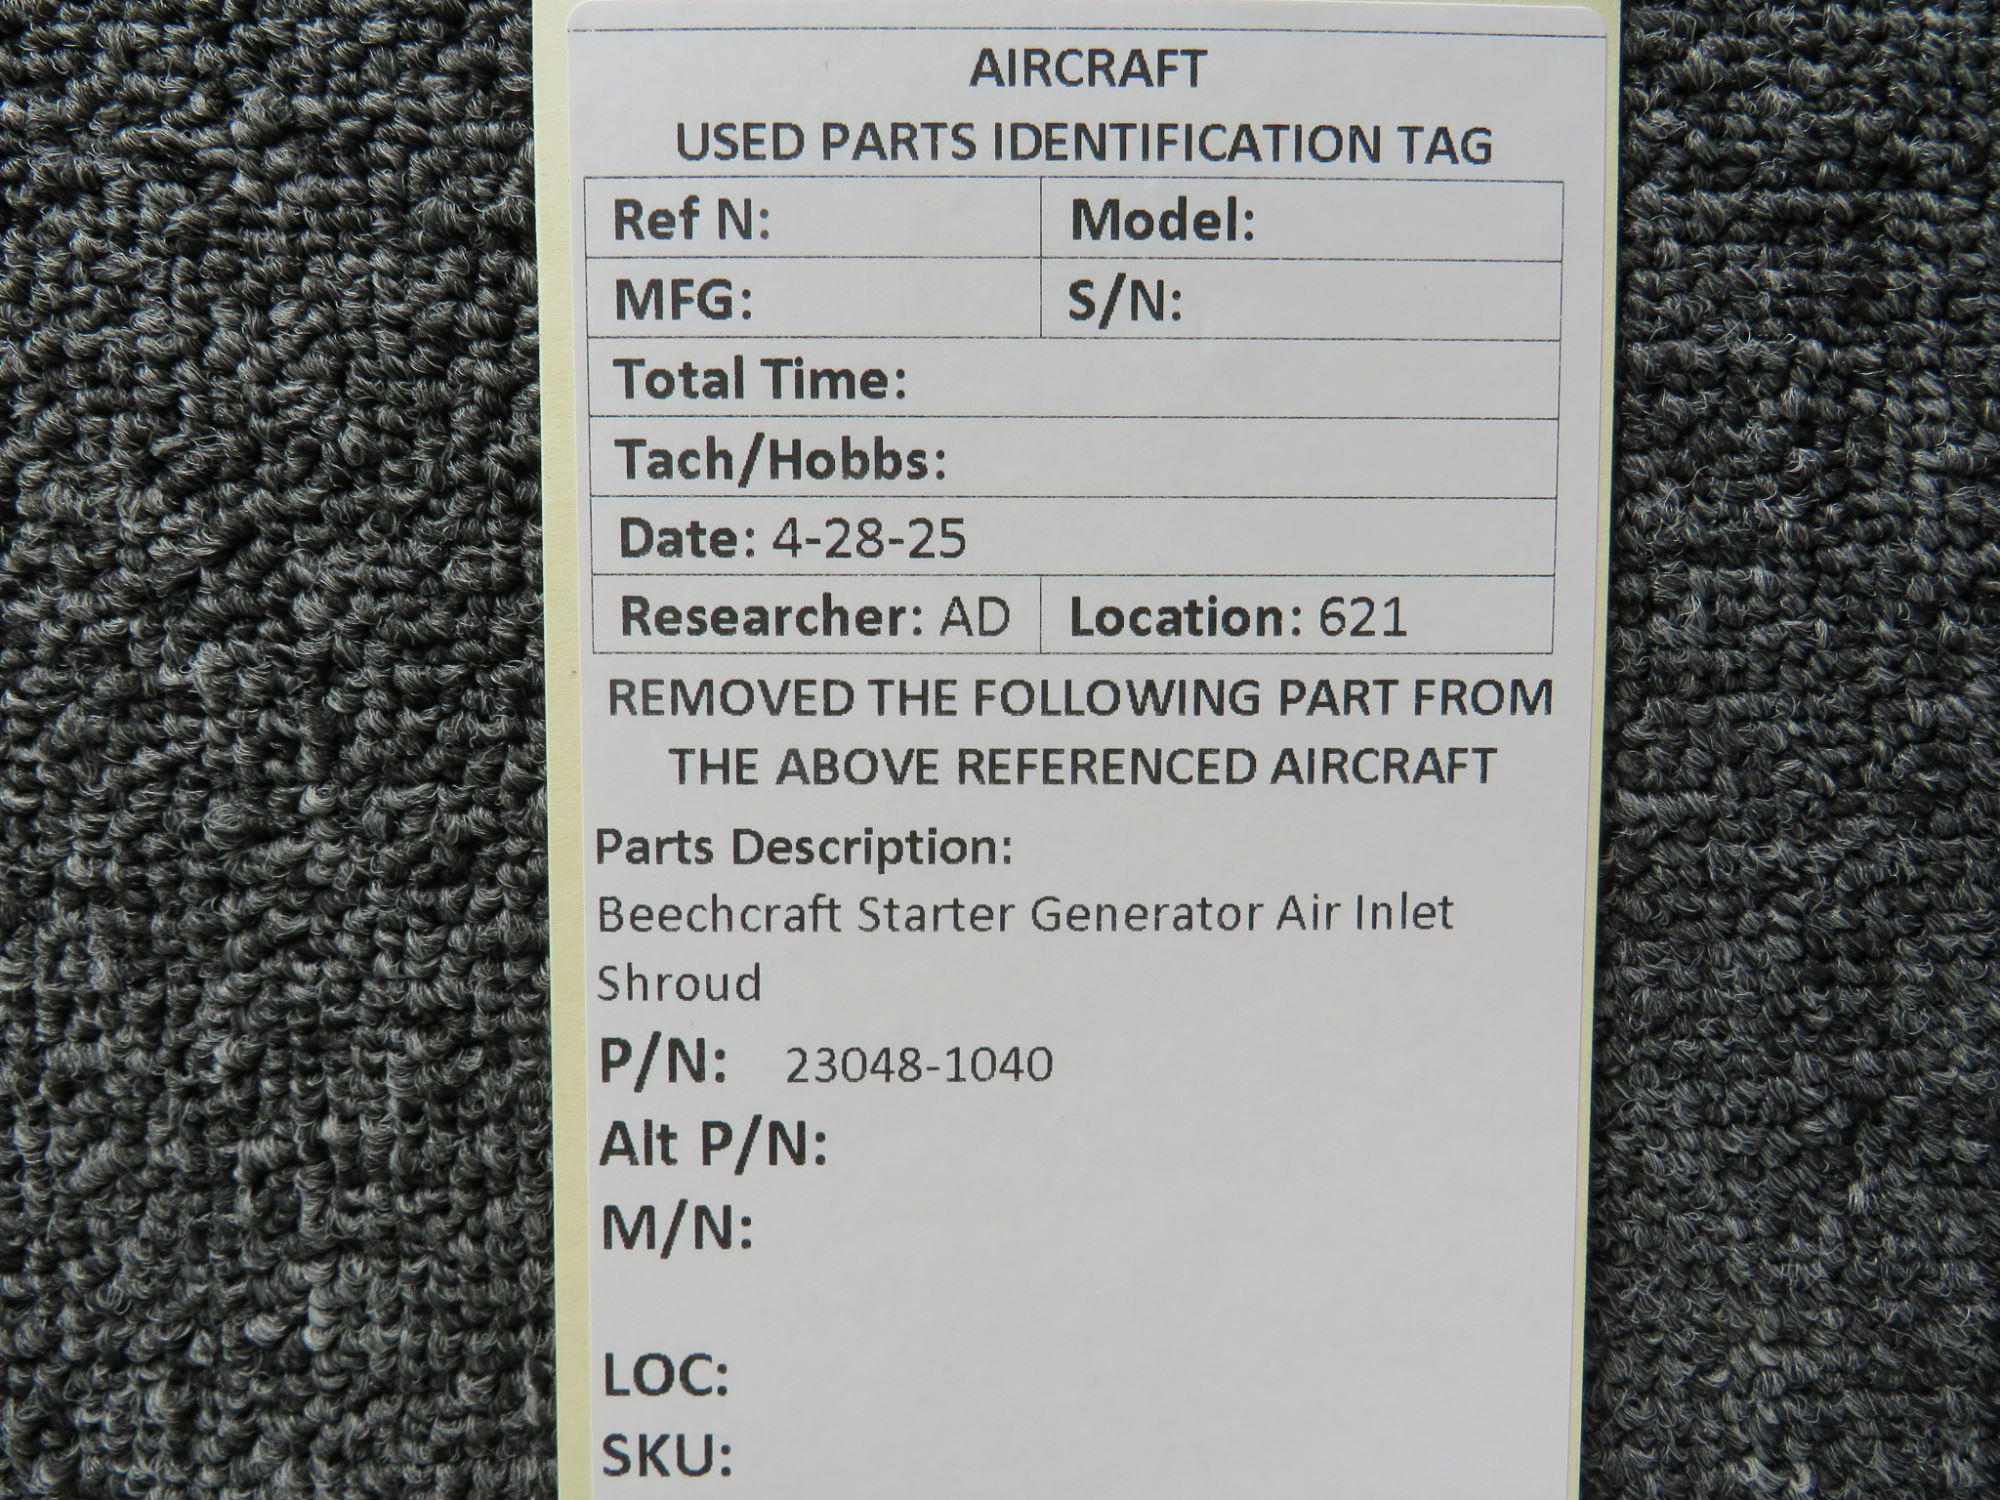 AIRCRAFT
USED PARTS IDENTIFICATION TAG
Ref N: Model:
MFG: S/N:
Total Time:
Tach/Hobbs:
Date: 4-28-25
Researcher: AD Location: 621
REMOVED THE FOLLOWING PART FROM
THE ABOVE REFERENCED AIRCRAFT
Parts Description:
Beechcraft Starter Generator Air Inlet
Shroud
P/N: 23048-1040
Alt P/N:
M/N:
LOC:
SKU: